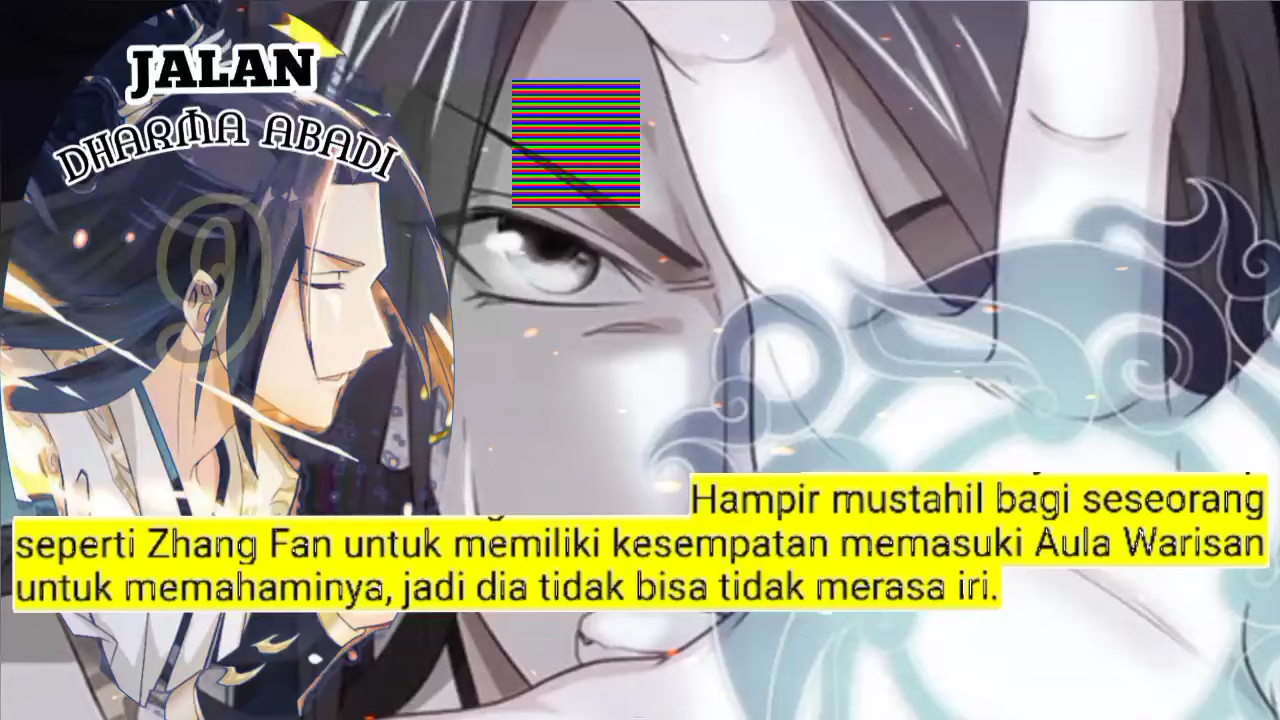 JALAN
DHARMA ABADI
9
Hampir mustahil bagi seseorang
seperti Zhang Fan untuk memiliki kesempatan memasuki Aula Warisan
untuk memahaminya, jadi dia tidak bisa tidak merasa iri.